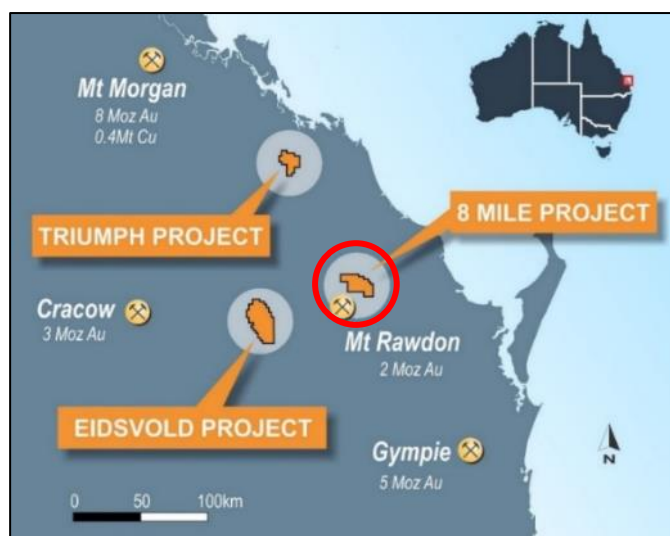 Mt Morgan
8 Moz Au
0.4Mt Cu
TRIUMPH PROJECT
8 MILE PROJECT
Cracow
3 Moz Au
Mt Rawdon
2 Moz Au
EIDSVOLD PROJECT
Gympie
5 Moz Au
N
0 50 100km